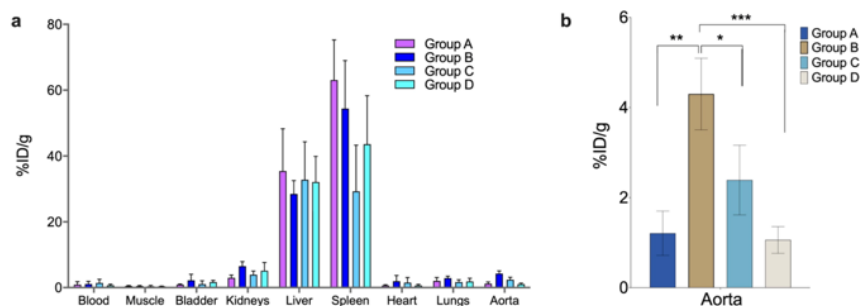 a
80
60
40
20
0
%ID/g
Group A
Group B
Group C
Group D
Blood Muscle Bladder Kidneys Liver Spleen Heart Lungs Aorta
b
6
4
2
0
%ID/g
***
** *
Group A
Group B
Group C
Group D
Aorta